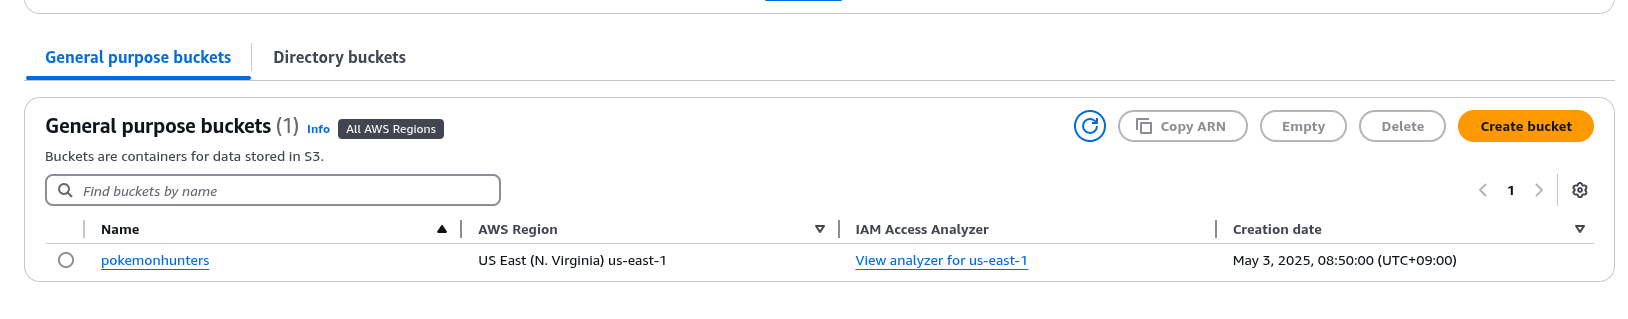 General purpose buckets Directory buckets
General purpose buckets (1) Info All AWS Regions Copy ARN Empty Delete Create bucket
Buckets are containers for data stored in S3.
Find buckets by name 1
Name AWS Region IAM Access Analyzer Creation date
pokemonhunters US East (N. Virginia) us-east-1 View analyzer for us-east-1 May 3, 2025, 08:50:00 (UTC+09:00)